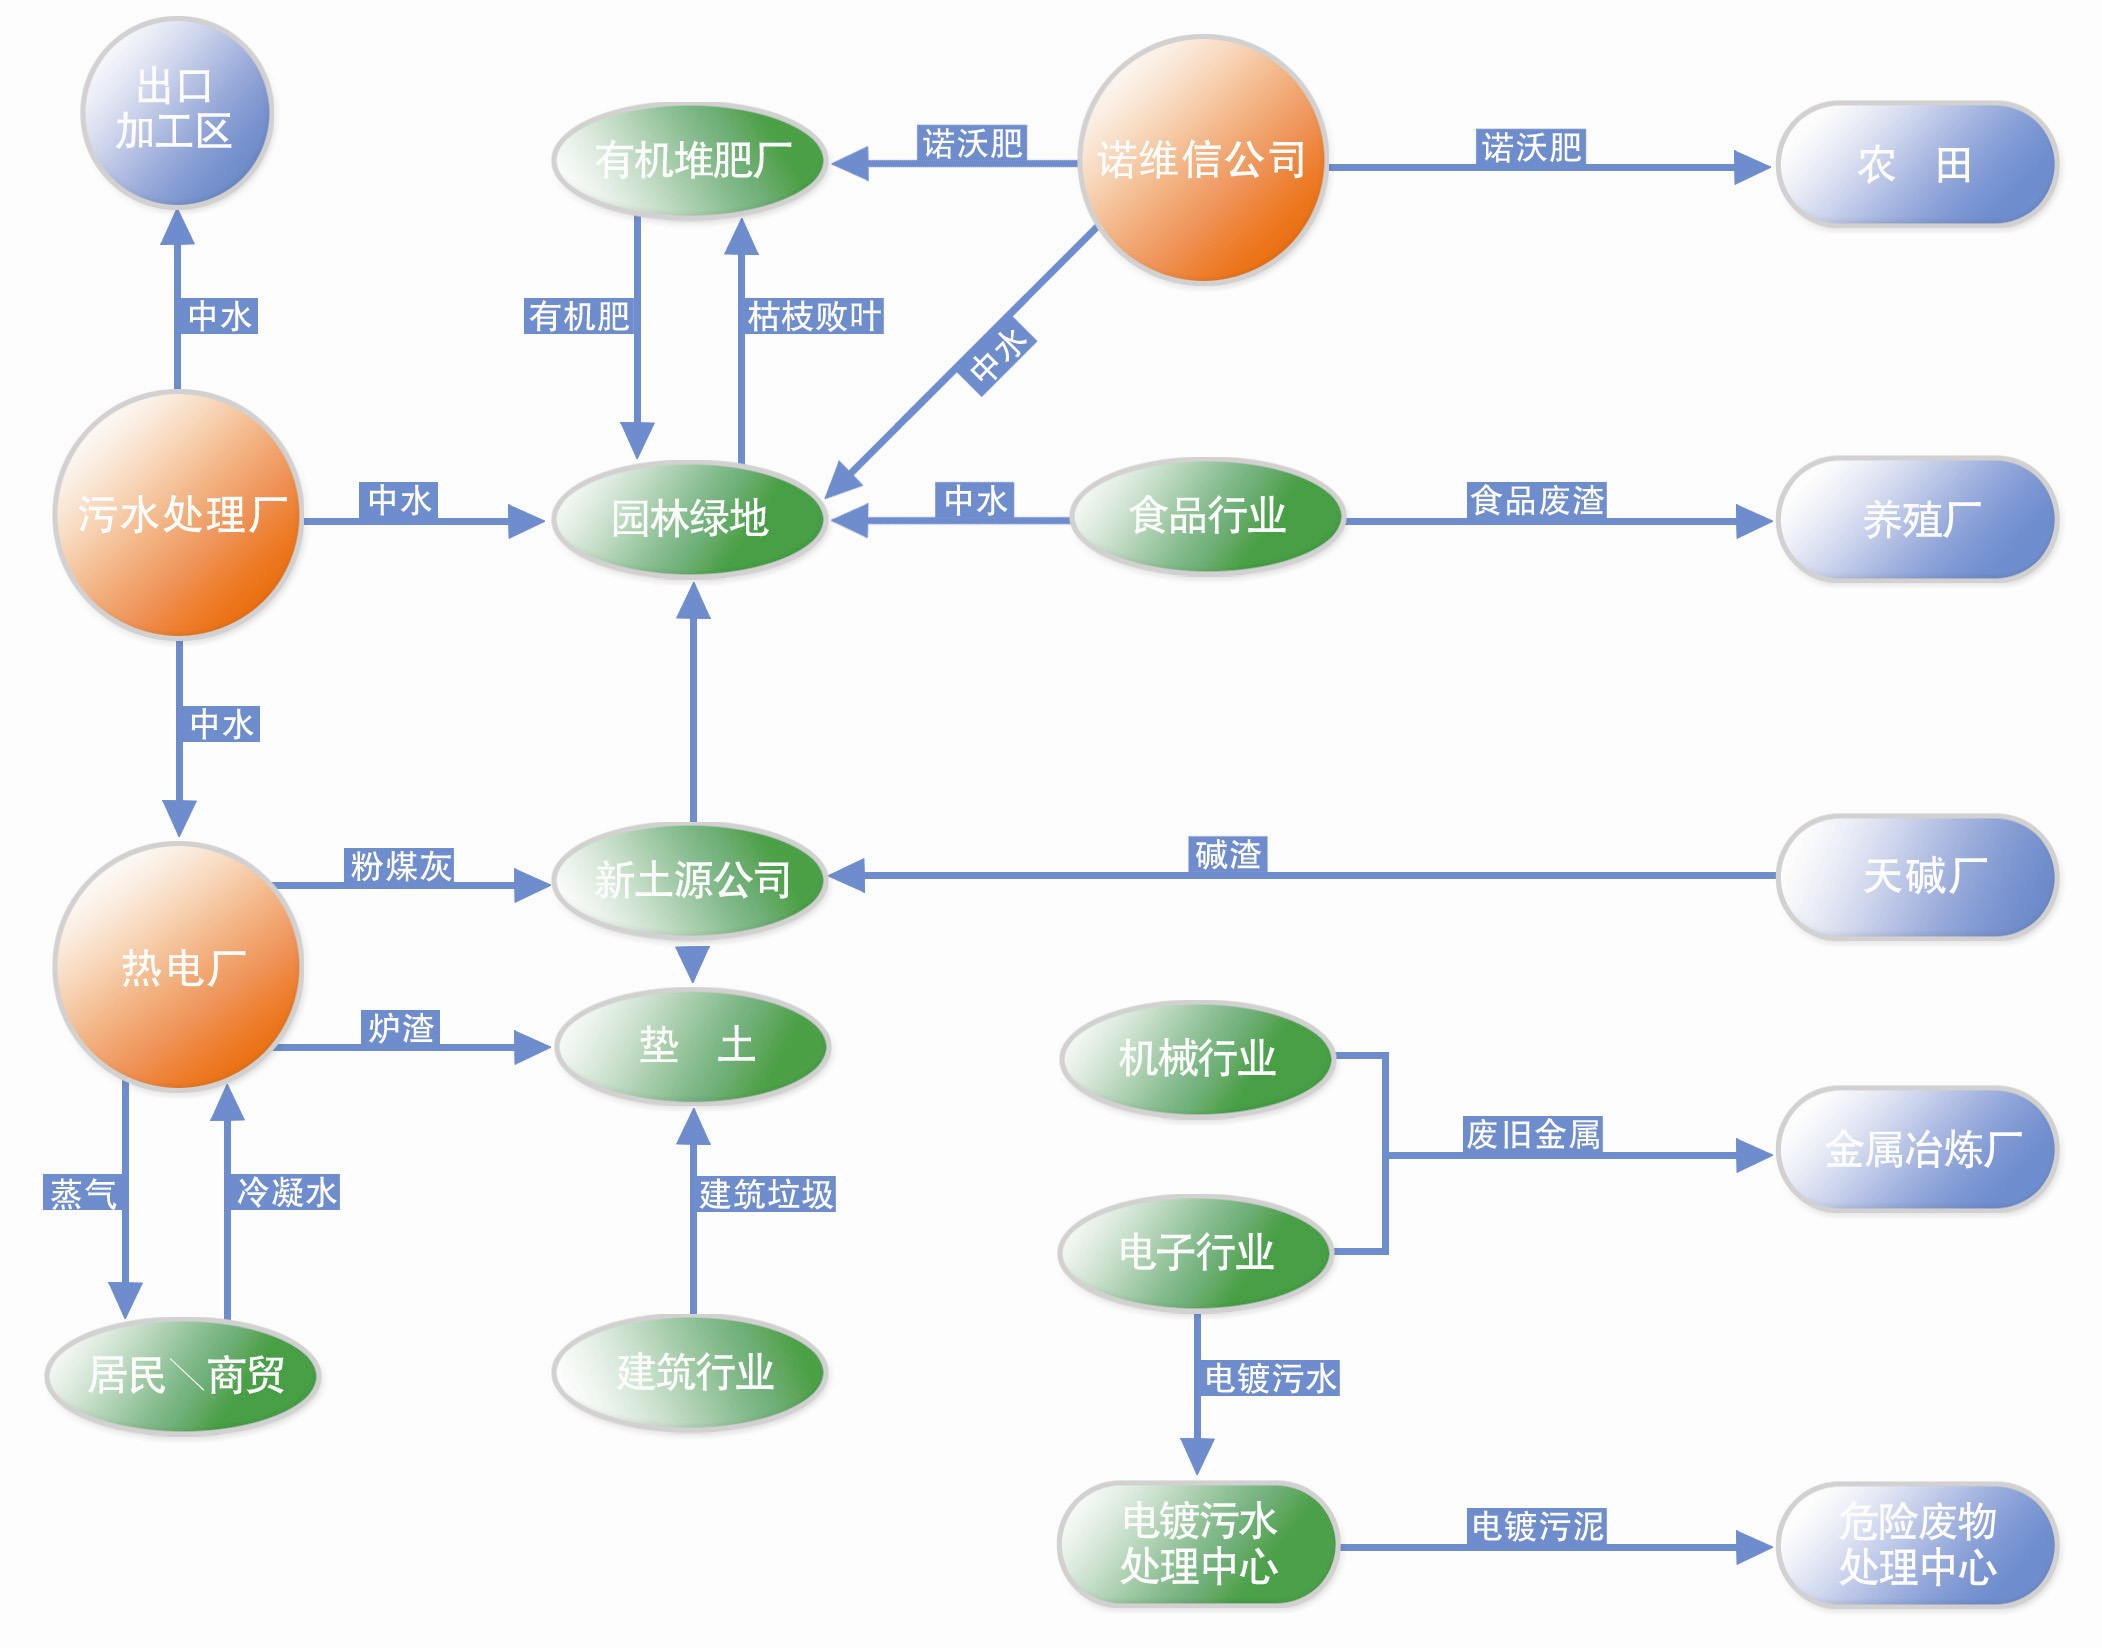 出口
加工区
有机堆肥厂
诺沃肥
诺维信公司
诺沃肥
农 田
中水
有机肥
枯枝败叶
中水
污水处理厂
中水
园林绿地
中水
食品行业
食品废渣
养殖厂
中水
粉煤灰
新土源公司
碱渣
天碱厂
热电厂
炉渣
垫 土
机械行业
废旧金属
金属冶炼厂
蒸气
冷凝水
建筑垃圾
电子行业
居民＼商贸
建筑行业
电镀污水
电镀污水
处理中心
电镀污泥
危险废物
处理中心